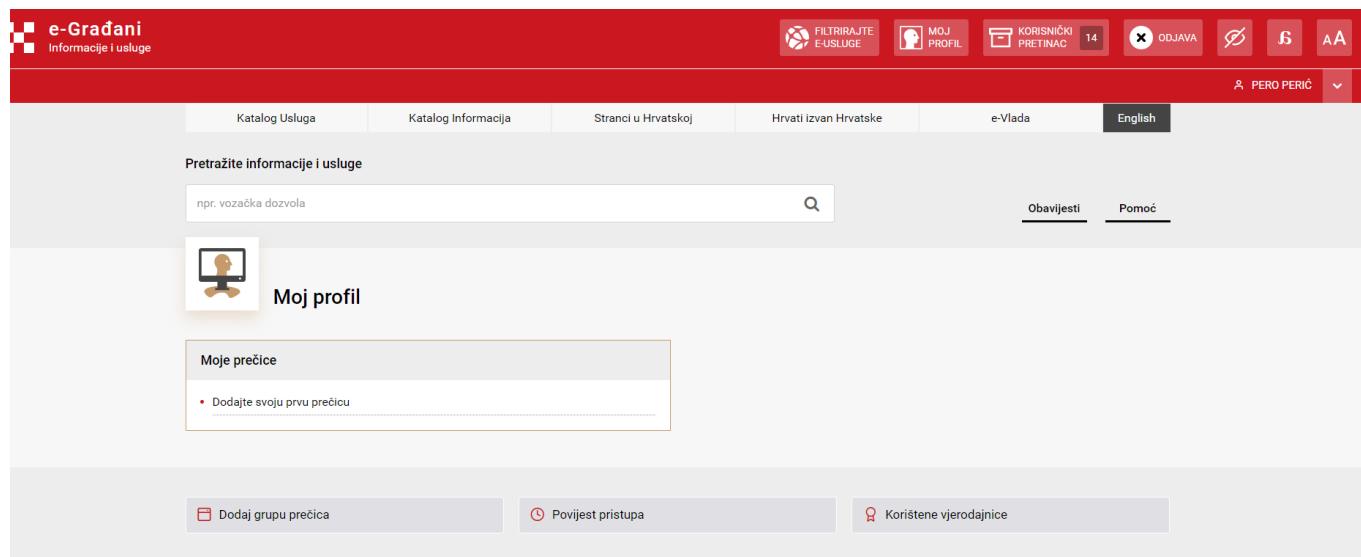 e-Građani
Informacije i usluge
FILTRIRAJTE
E-USLUGE
MOJ
PROFIL
KORISNIČKI
PRETINAC
14
ODJAVA
AA
PERO PERIĆ
Katalog Usluga
Katalog Informacija
Stranci u Hrvatskoj
Hrvati izvan Hrvatske
e-Vlada
English
Pretražite informacije i usluge
npr. vozačka dozvola
Obavijesti
Pomoć
Moj profil
Moje prečice
Dodajte svoju prvu prečicu
Dodaj grupu prečica
Povijest pristupa
Korištene vjerodajnice